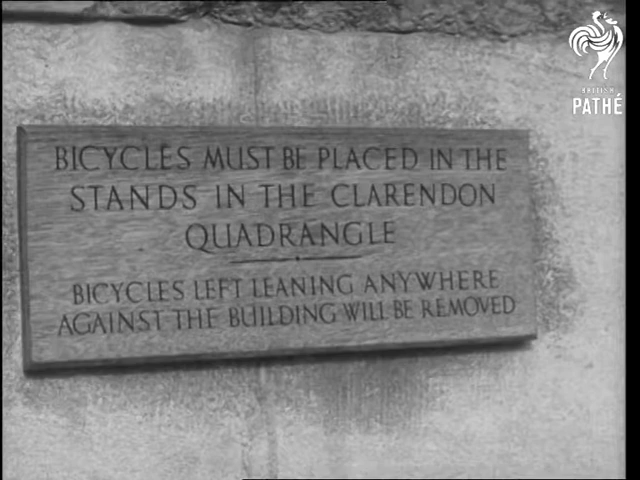 BRITISH
PATHÉ
BICYCLES MUST BE PLACED IN THE
STANDS IN THE CLARENDON
QUADRANGLE
BICYCLES LEFT LEANING ANYWHERE
AGAINST THE BUILDING WILL BE REMOVED